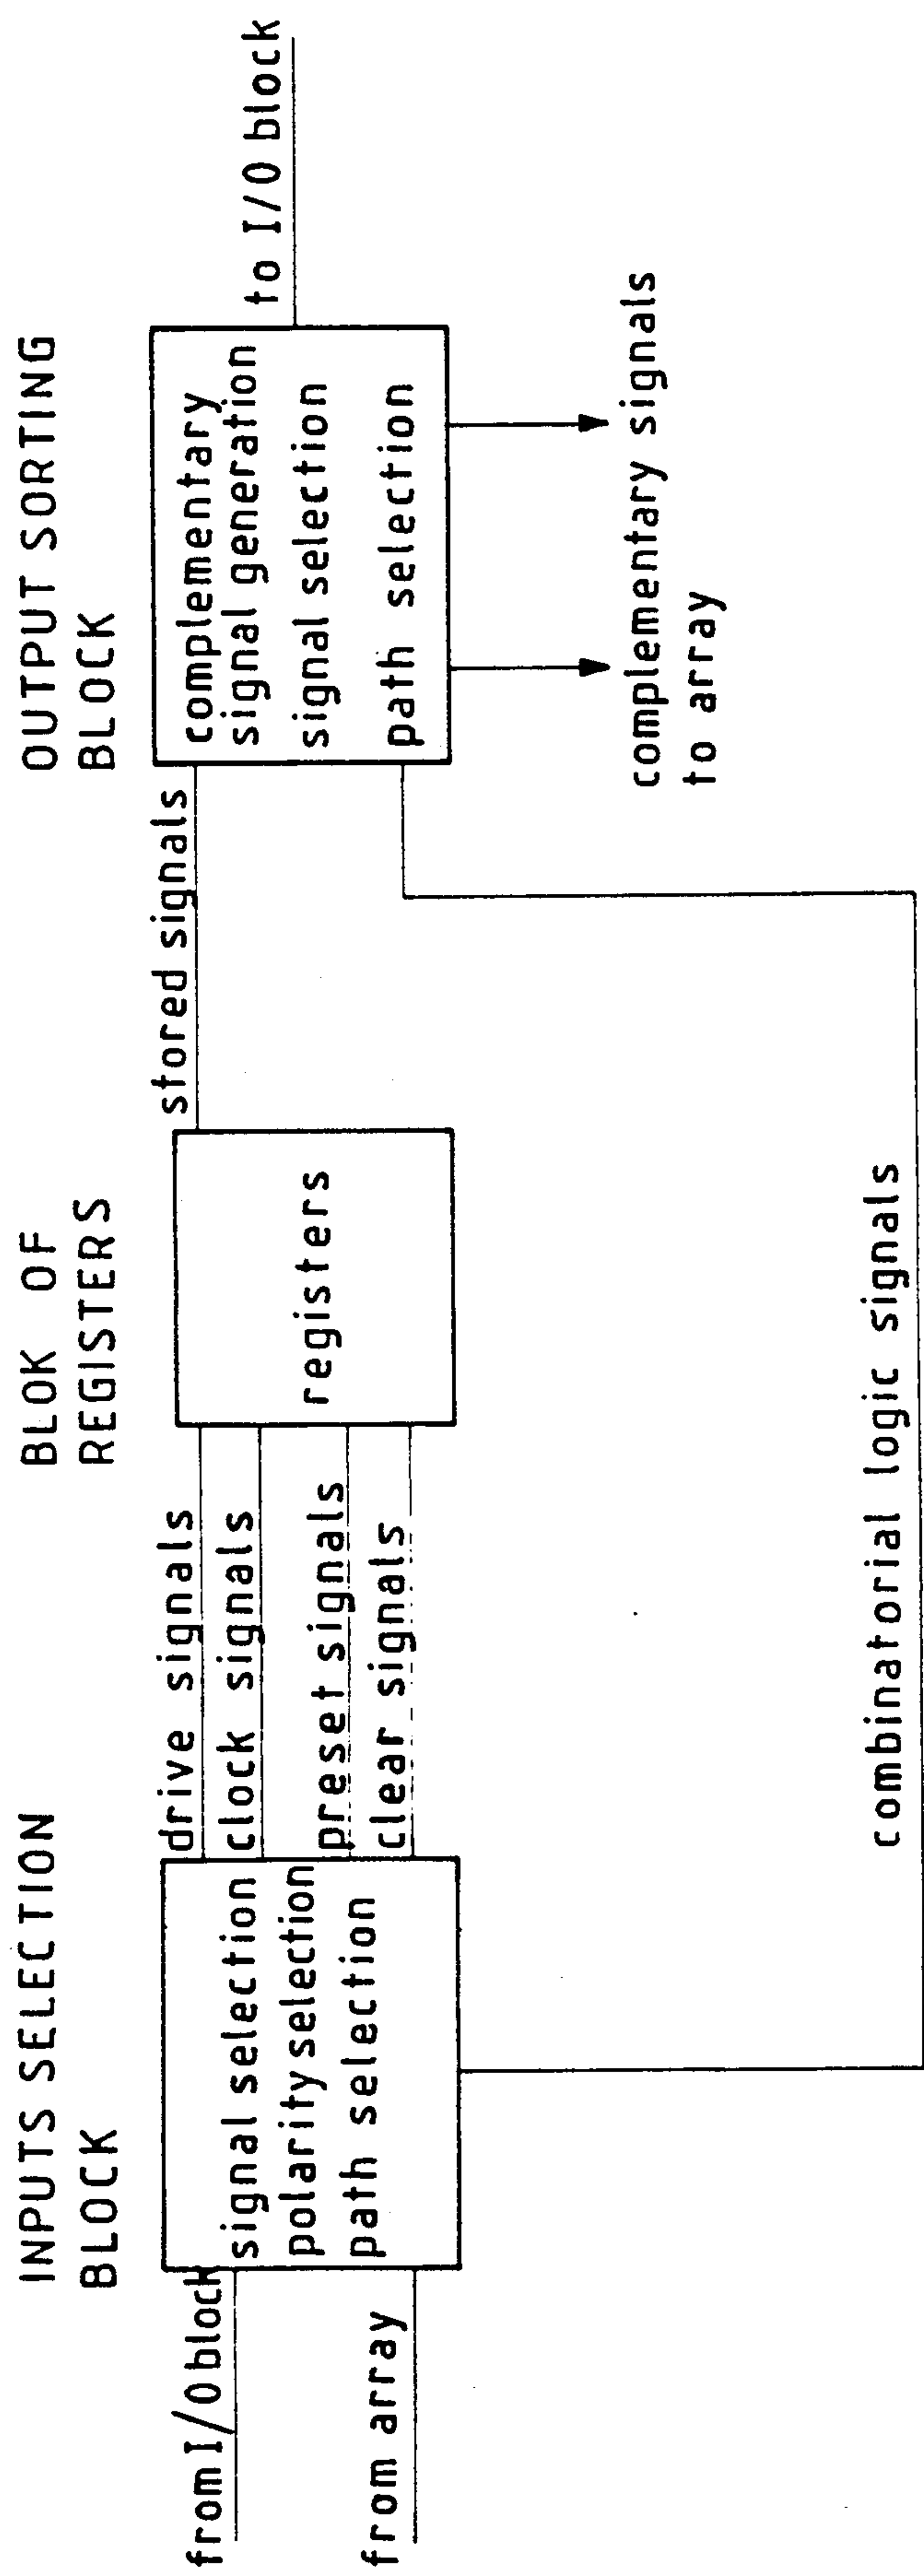 INPUTS SELECTION
BLOCK
BLOK OF
REGISTERS
OUTPUT SORTING
BLOCK
from I/O block
from array
signal selection
polarity selection
path selection
drive signals
clock signals
preset signals
clear signals
registers
stored signals
complementary
signal generation
signal selection
path selection
to I/O block
complementary signals
to array
combinatorial logic signals